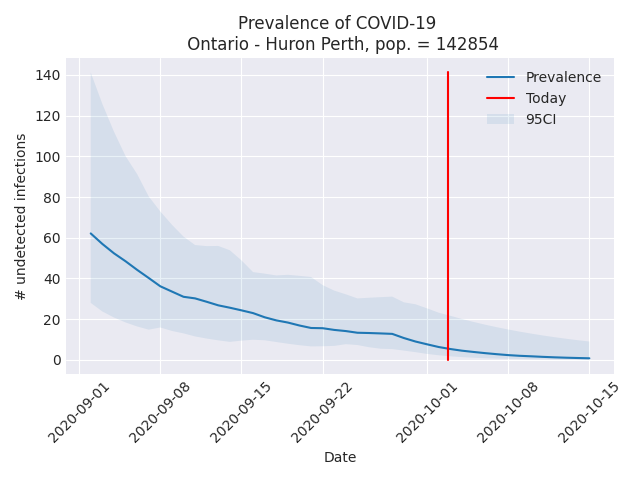 Prevalence of COVID-19
Ontario - Huron Perth, pop. = 142854
Prevalence
Today
95CI
# undetected infections
140
120
100
80
60
40
20
0
2020-09-01
2020-09-08
2020-09-15
2020-09-22
2020-10-01
2020-10-08
2020-10-15
Date